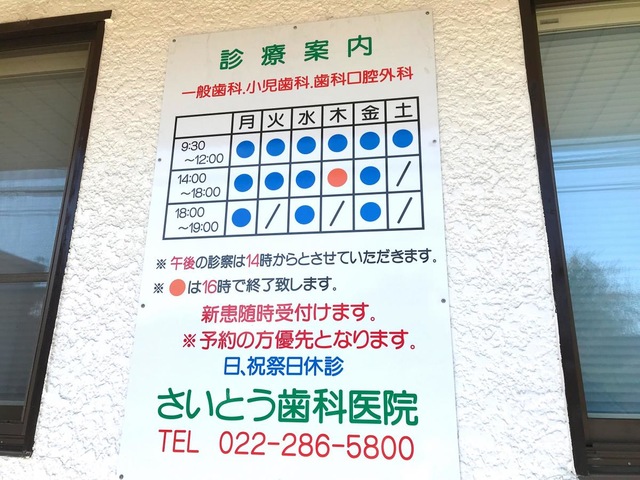 診療案内
一般歯科.小児歯科.歯科口腔外科
月 火 水 木 金 土
9:30
～12:00 ● ● ● ● ● ●
14:00
～18:00 ● ● ● ● ● /
18:00
～19:00 ● / ● / ● /
※午後の診察は14時からとさせていただきます。
※●は16時で終了致します。
新患随時受付けます。
※予約の方優先となります。
日、祝祭日休診
さいとう歯科医院
TEL 022-286-5800